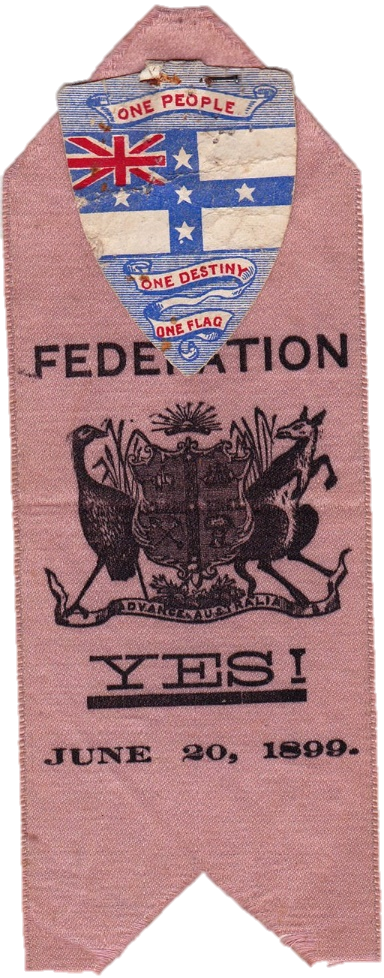 ONE PEOPLE
ONE DESTINY
ONE FLAG
FEDERATION
ADVANCE AUSTRALIA
YES!
JUNE 20, 1899.